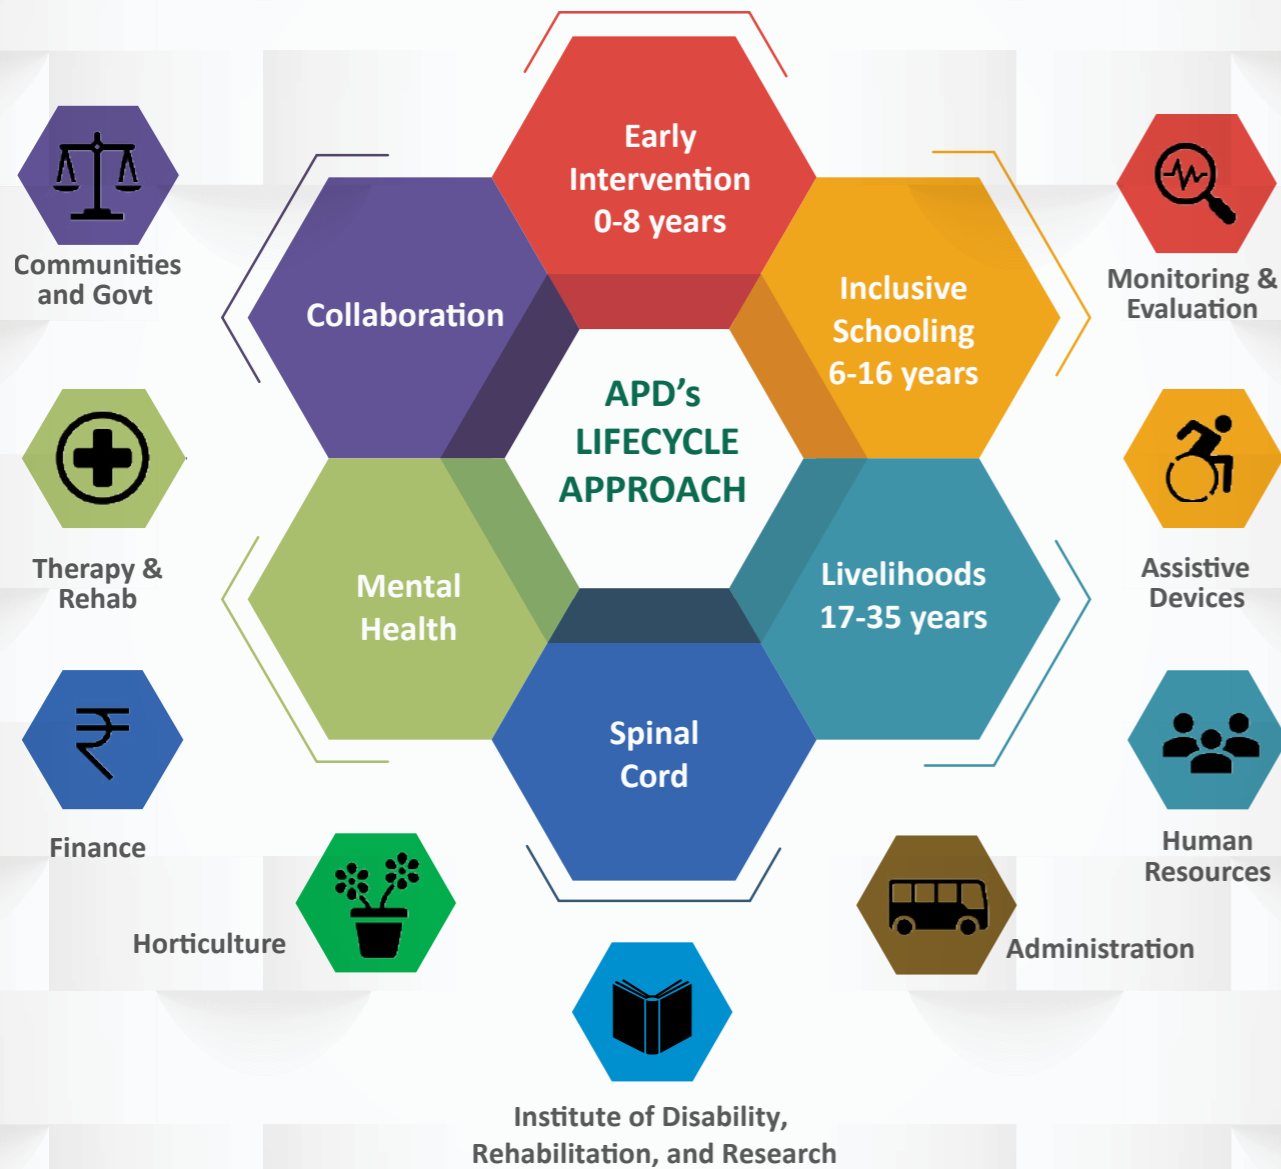 Early
Intervention
0-8 years
Collaboration
Inclusive
Schooling
6-16 years
APD's
LIFECYCLE
APPROACH
Mental
Health
Livelihoods
17-35 years
Spinal
Cord
Communities
and Govt
Therapy &
Rehab
Finance
Horticulture
Institute of Disability,
Rehabilitation, and Research
Monitoring &
Evaluation
Assistive
Devices
Human
Resources
Administration
₹